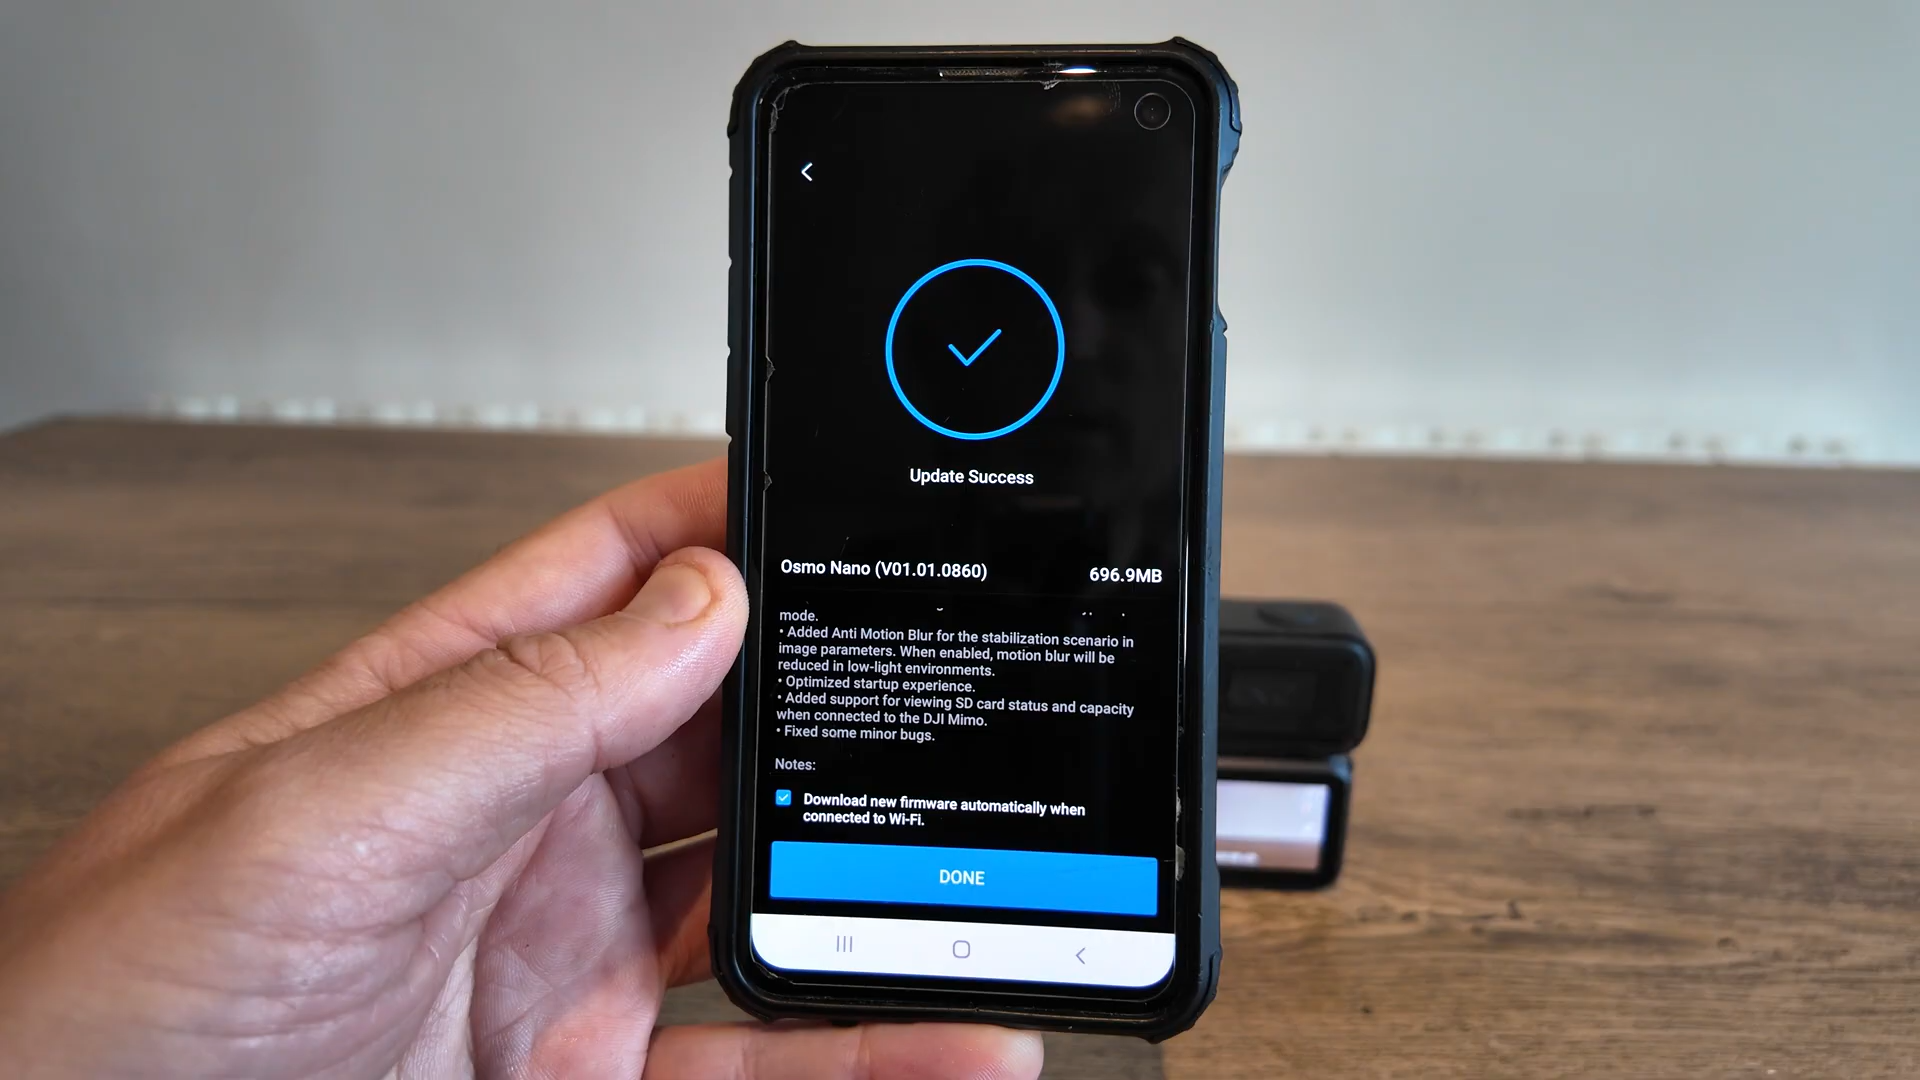 Update Success
Osmo Nano (V01.01.0860) 696.9MB
mode.
• Added Anti Motion Blur for the stabilization scenario in
image parameters. When enabled, motion blur will be
reduced in low-light environments.
• Optimized startup experience.
• Added support for viewing SD card status and capacity
when connected to the DJI Mimo.
• Fixed some minor bugs.
Notes:
Download new firmware automatically when
connected to Wi-Fi.
DONE